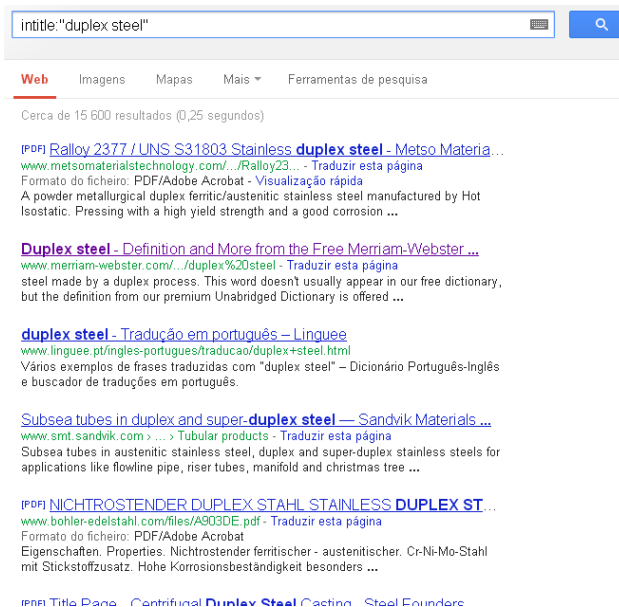 intitle:"duplex steel"
Web Imagens Mapas Mais Ferramentas de pesquisa
Cerca de 15 600 resultados (0,25 segundos)
[PDF] Ralloy 2377 / UNS S31803 Stainless duplex steel - Metso Materia...
www.metsomaterialstechnology.com/.../Ralloy23... - Traduzir esta página
Formato do ficheiro: PDF/Adobe Acrobat - Visualização rápida
A powder metallurgical duplex ferritic/austenitic stainless steel manufactured by Hot
Isostatic. Pressing with a high yield strength and a good corrosion ...
Duplex steel - Definition and More from the Free Merriam-Webster ...
www.merriam-webster.com/.../duplex%20steel - Traduzir esta página
steel made by a duplex process. This word doesn't usually appear in our free dictionary,
but the definition from our premium Unabridged Dictionary is offered ...
duplex steel - Tradução em português – Linguee
www.linguee.pt/ingles-portugues/traducao/duplex+steel.html
Vários exemplos de frases traduzidas com "duplex steel" – Dicionário Português-Inglês
e buscador de traduções em português.
Subsea tubes in duplex and super-duplex steel — Sandvik Materials ...
www.smt.sandvik.com › ... › Tubular products - Traduzir esta página
Subsea tubes in austenitic stainless steel, duplex and super-duplex stainless steels for
applications like flowline pipe, riser tubes, manifold and christmas tree ...
[PDF] NICHTROSTENDER DUPLEX STAHL STAINLESS DUPLEX ST...
www.bohler-edelstahl.com/files/A903DE.pdf - Traduzir esta página
Formato do ficheiro: PDF/Adobe Acrobat
Eigenschaften. Properties. Nichtrostender ferritischer - austenitischer. Cr-Ni-Mo-Stahl
mit Stickstoffzusatz. Hohe Korrosionsbeständigkeit besonders ...
[PDF] Title Page - Centrifugal Duplex Steel Casting - Steel Founders